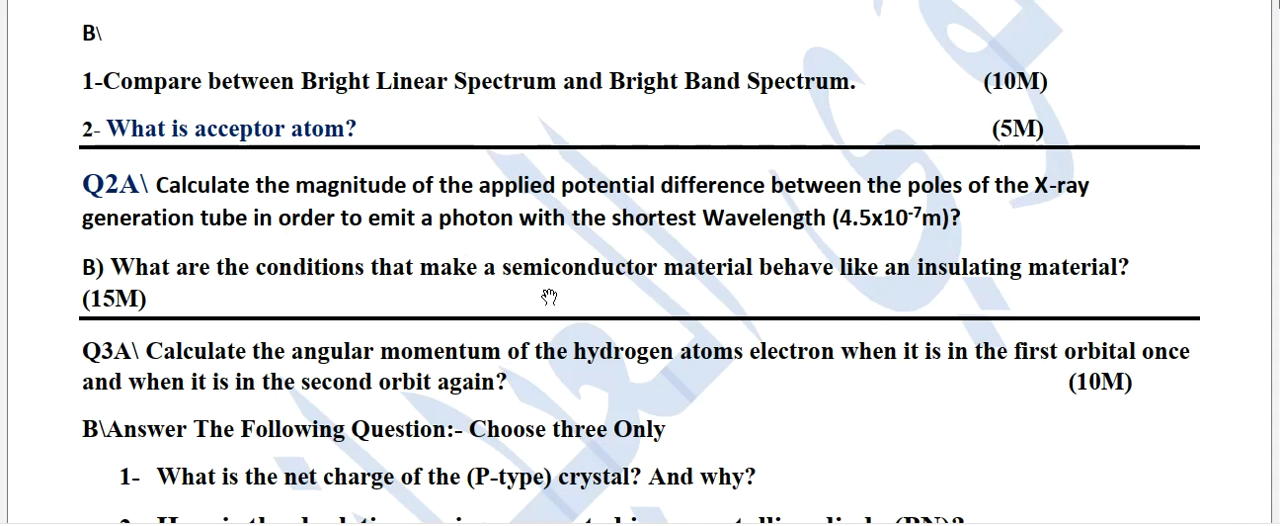 B\
1-Compare between Bright Linear Spectrum and Bright Band Spectrum. (10M)
2- What is acceptor atom? (5M)
Q2A\ Calculate the magnitude of the applied potential difference between the poles of the X-ray
generation tube in order to emit a photon with the shortest Wavelength (4.5x10⁻⁷m)?
B) What are the conditions that make a semiconductor material behave like an insulating material?
(15M)
Q3A\ Calculate the angular momentum of the hydrogen atoms electron when it is in the first orbital once
and when it is in the second orbit again? (10M)
B\Answer The Following Question:- Choose three Only
1- What is the net charge of the (P-type) crystal? And why?